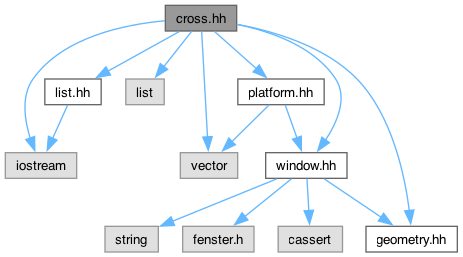 cross.hh
list.hh
list
platform.hh
iostream
vector
window.hh
string
fenster.h
cassert
geometry.hh